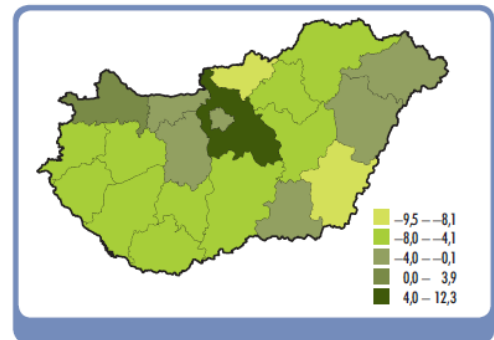 –9,5 – –8,1
–8,0 – –4,1
–4,0 – –0,1
0,0 – 3,9
4,0 – 12,3